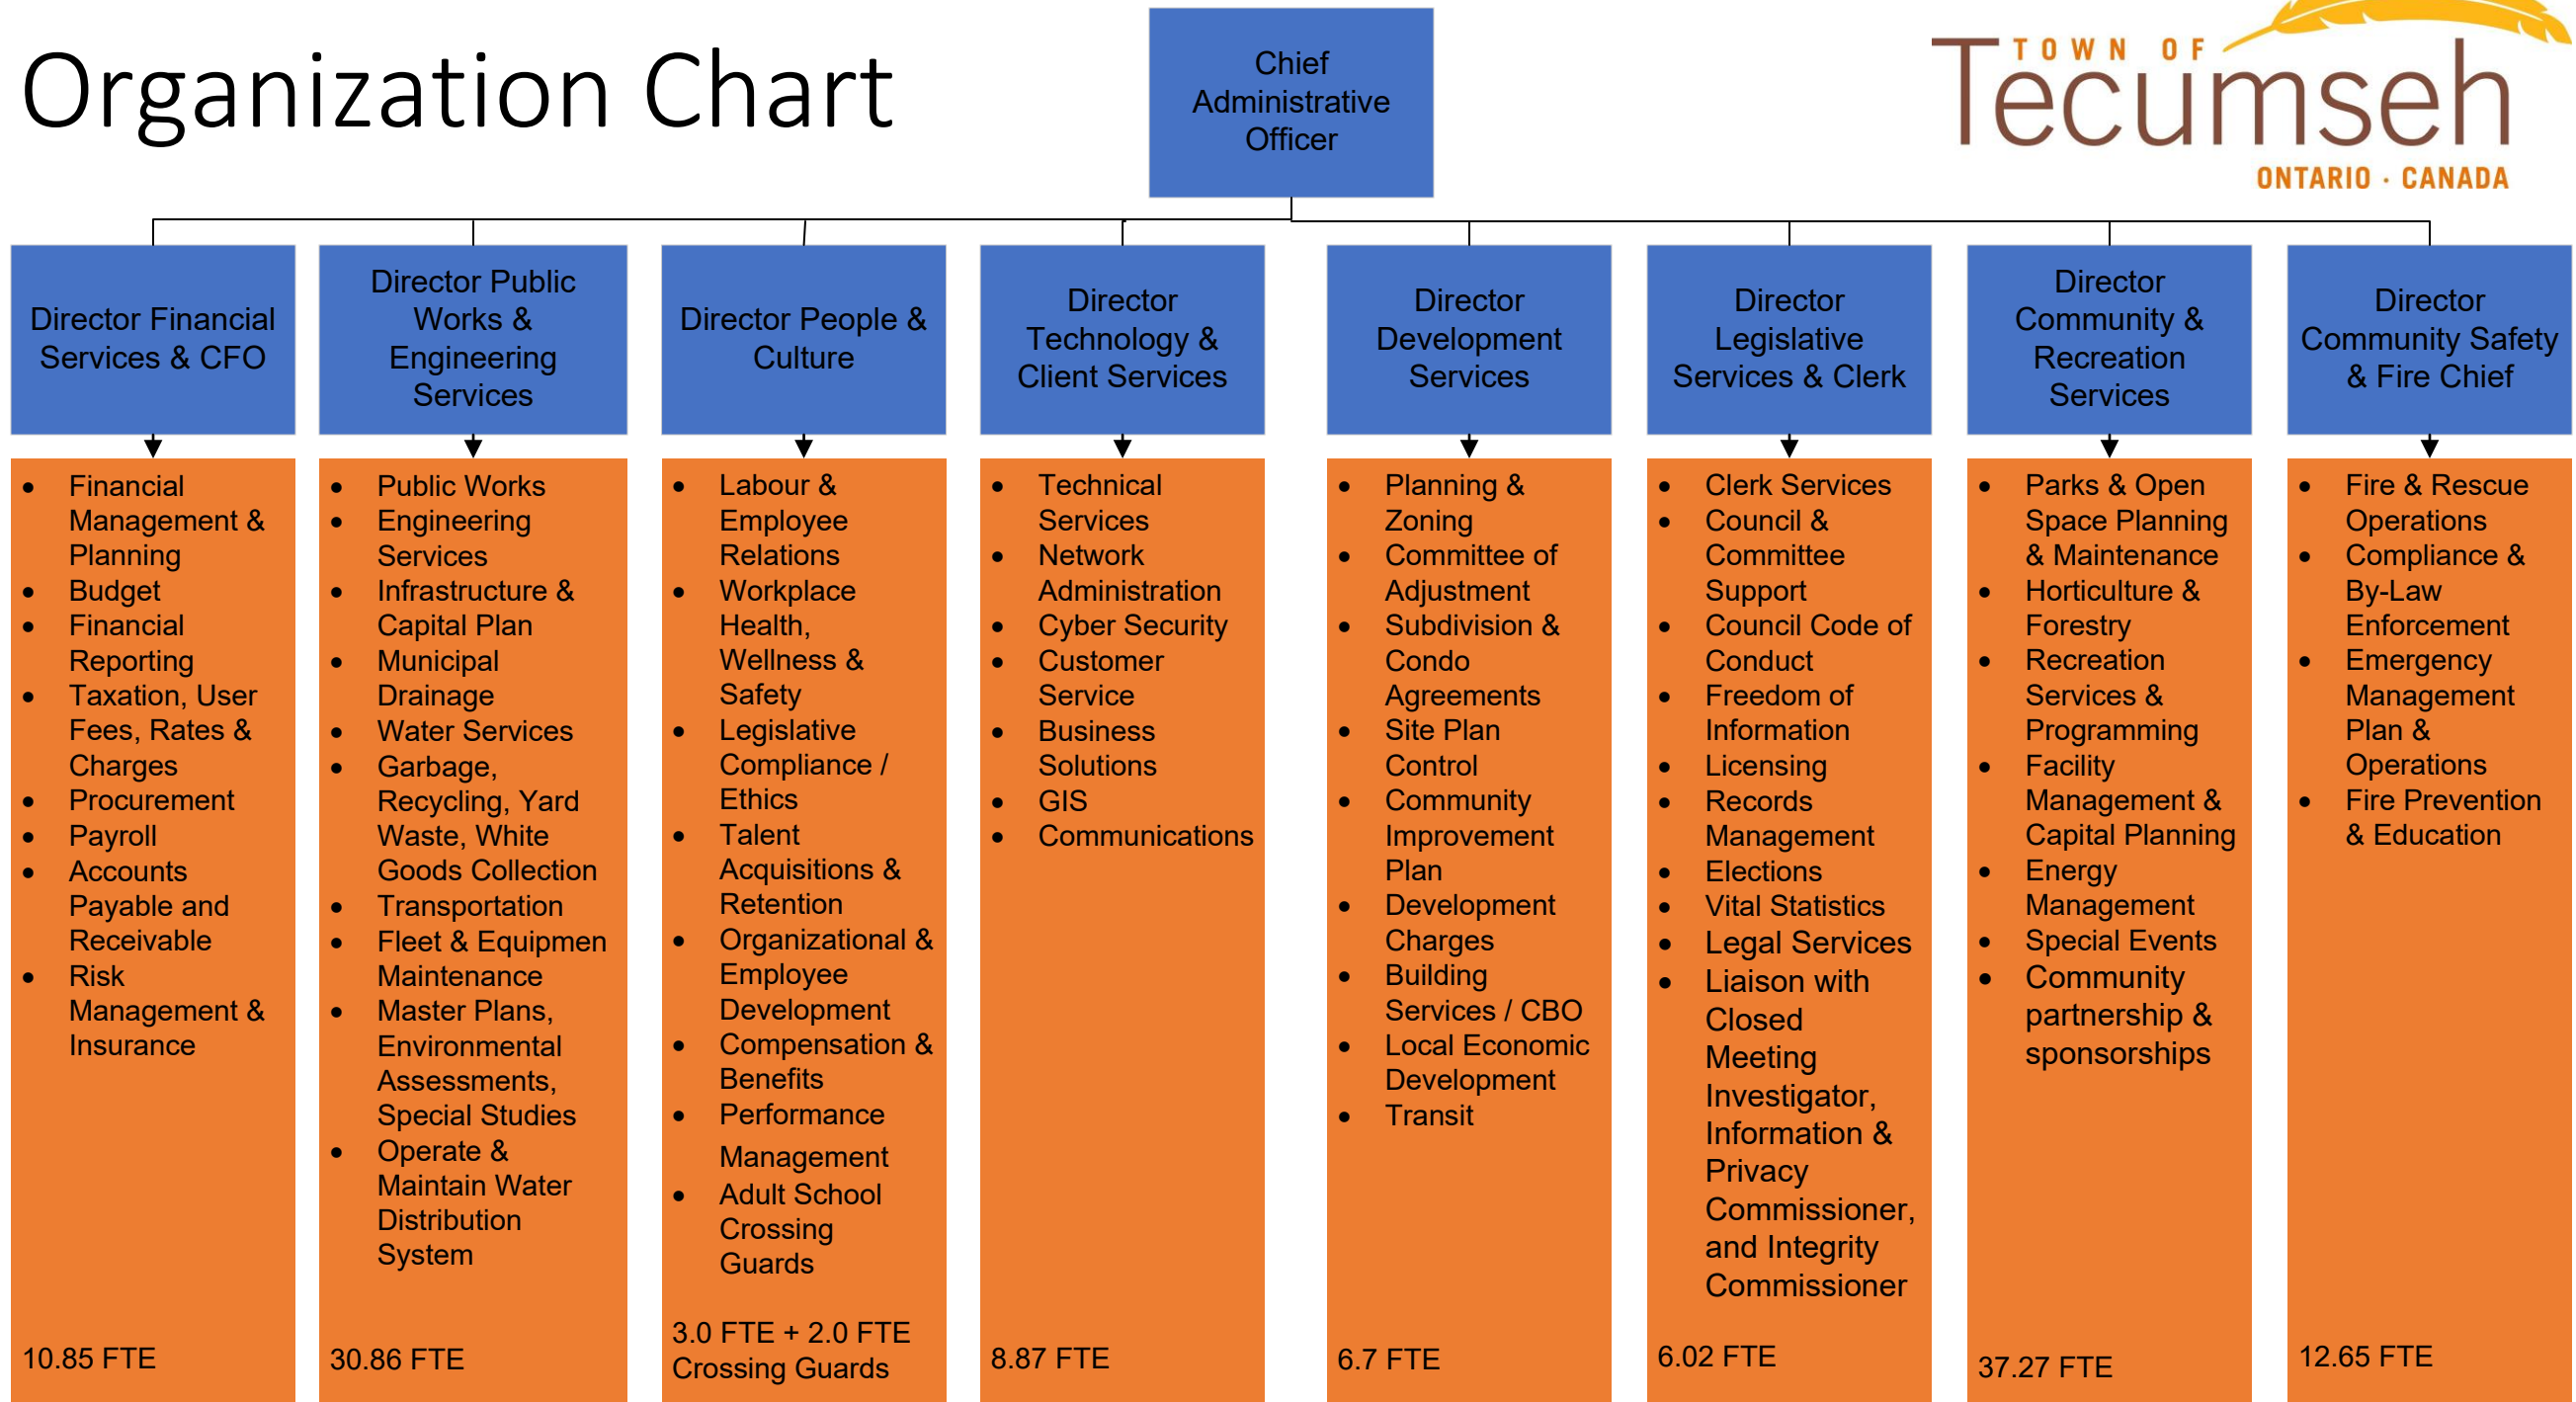 Organization Chart
Chief
Administrative
Officer
TOWN OF
Tecumseh
ONTARIO · CANADA
Director Financial
Services & CFO
Director Public
Works &
Engineering
Services
Director People &
Culture
Director
Technology &
Client Services
Director
Development
Services
Director
Legislative
Services & Clerk
Director
Community &
Recreation
Services
Director
Community Safety
& Fire Chief
• Financial
Management &
Planning
• Budget
• Financial
Reporting
• Taxation, User
Fees, Rates &
Charges
• Procurement
• Payroll
• Accounts
Payable and
Receivable
• Risk
Management &
Insurance
10.85 FTE
• Public Works
• Engineering
Services
• Infrastructure &
Capital Plan
• Municipal
Drainage
• Water Services
• Garbage,
Recycling, Yard
Waste, White
Goods Collection
• Transportation
• Fleet & Equipmen
Maintenance
• Master Plans,
Environmental
Assessments,
Special Studies
• Operate &
Maintain Water
Distribution
System
30.86 FTE
• Labour &
Employee
Relations
• Workplace
Health,
Wellness &
Safety
• Legislative
Compliance /
Ethics
• Talent
Acquisitions &
Retention
• Organizational &
Employee
Development
• Compensation &
Benefits
• Performance
Management
• Adult School
Crossing
Guards
3.0 FTE + 2.0 FTE
Crossing Guards
• Technical
Services
• Network
Administration
• Cyber Security
• Customer
Service
• Business
Solutions
• GIS
• Communications
8.87 FTE
• Planning &
Zoning
• Committee of
Adjustment
• Subdivision &
Condo
Agreements
• Site Plan
Control
• Community
Improvement
Plan
• Development
Charges
• Building
Services / CBO
• Local Economic
Development
• Transit
6.7 FTE
• Clerk Services
• Council &
Committee
Support
• Council Code of
Conduct
• Freedom of
Information
• Licensing
• Records
Management
• Elections
• Vital Statistics
• Legal Services
• Liaison with
Closed
Meeting
Investigator,
Information &
Privacy
Commissioner,
and Integrity
Commissioner
6.02 FTE
• Parks & Open
Space Planning
& Maintenance
• Horticulture &
Forestry
• Recreation
Services &
Programming
• Facility
Management &
Capital Planning
• Energy
Management
• Special Events
• Community
partnership &
sponsorships
37.27 FTE
• Fire & Rescue
Operations
• Compliance &
By-Law
Enforcement
• Emergency
Management
Plan &
Operations
• Fire Prevention
& Education
12.65 FTE